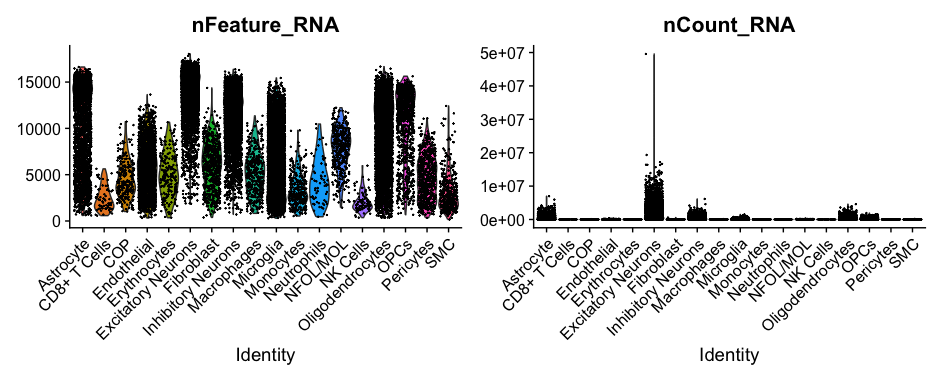 nFeature_RNA
15000
10000
5000
0
Astrocyte
CD8+ T Cells
COP
Endothelial
Erythrocytes
Excitatory Neurons
Fibroblast
Inhibitory Neurons
Macrophages
Microglia
Monocytes
Neutrophils
NFOL/MOL
NK Cells
Oligodendrocytes
OPCs
Pericytes
SMC
Identity
nCount_RNA
5e+07
4e+07
3e+07
2e+07
1e+07
0e+00
Astrocyte
CD8+ T Cells
COP
Endothelial
Erythrocytes
Excitatory Neurons
Fibroblast
Inhibitory Neurons
Macrophages
Microglia
Monocytes
Neutrophils
NFOL/MOL
NK Cells
Oligodendrocytes
OPCs
Pericytes
SMC
Identity